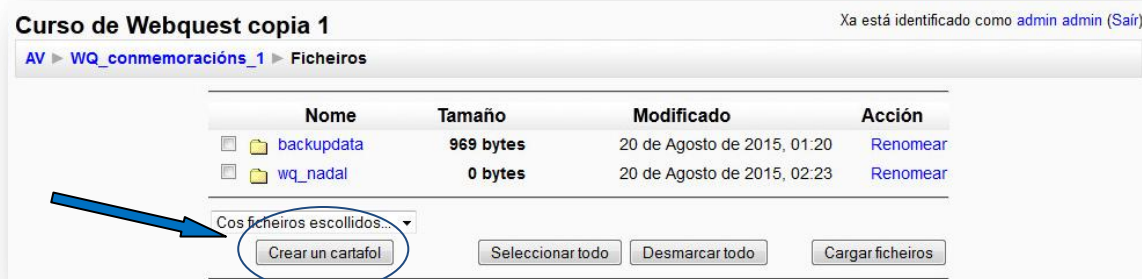 Curso de Webquest copia 1
Xa está identificado como admin admin (Saír)
AV ► WQ_conmemoracións_1 ► Ficheiros
Nome Tamaño Modificado Acción
backupdata 969 bytes 20 de Agosto de 2015, 01:20 Renomear
wq_nadal 0 bytes 20 de Agosto de 2015, 02:23 Renomear
Cos ficheiros escollidos...
Crear un cartafol Seleccionar todo Desmarcar todo Cargar ficheiros